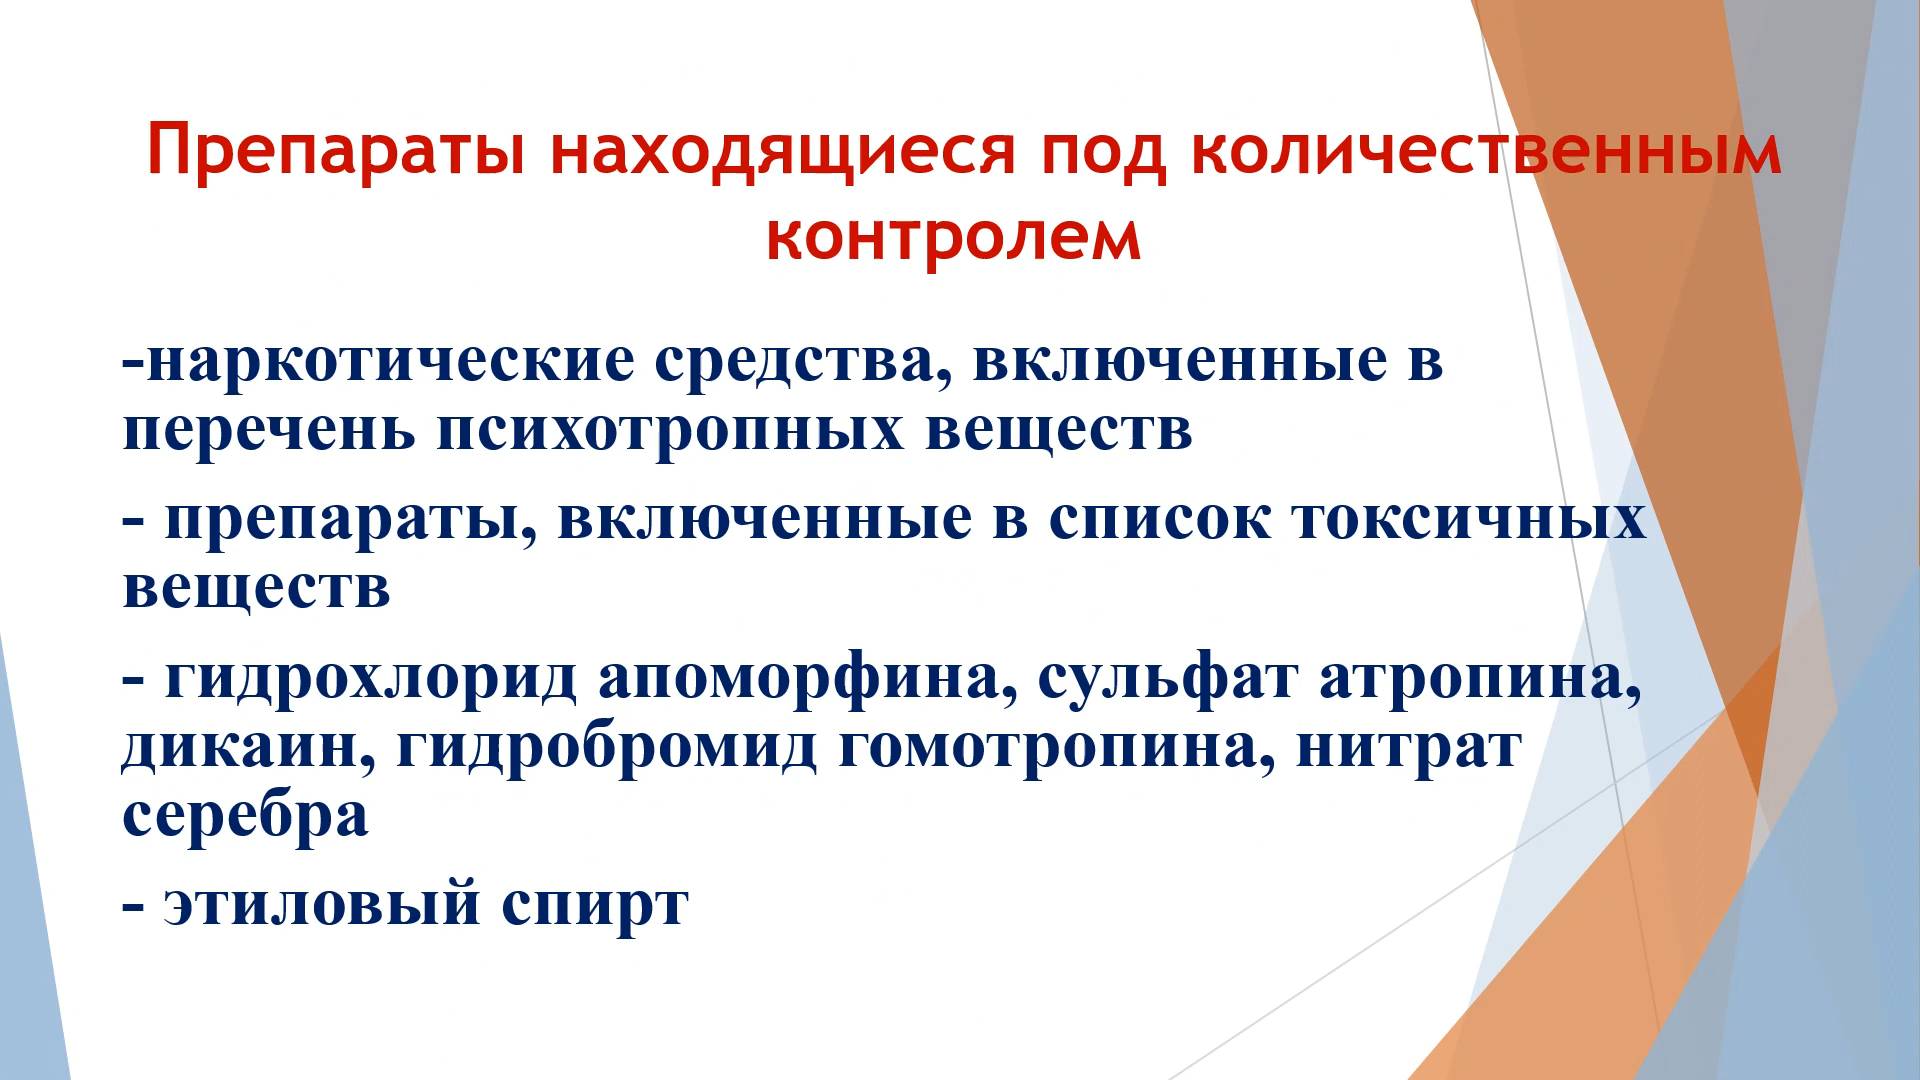 Препараты находящиеся под количественным
контролем
-наркотические средства, включенные в
перечень психотропных веществ
- препараты, включенные в список токсичных
веществ
- гидрохлорид апоморфина, сульфат атропина,
дикаин, гидробромид гомотропина, нитрат
серебра
- этиловый спирт